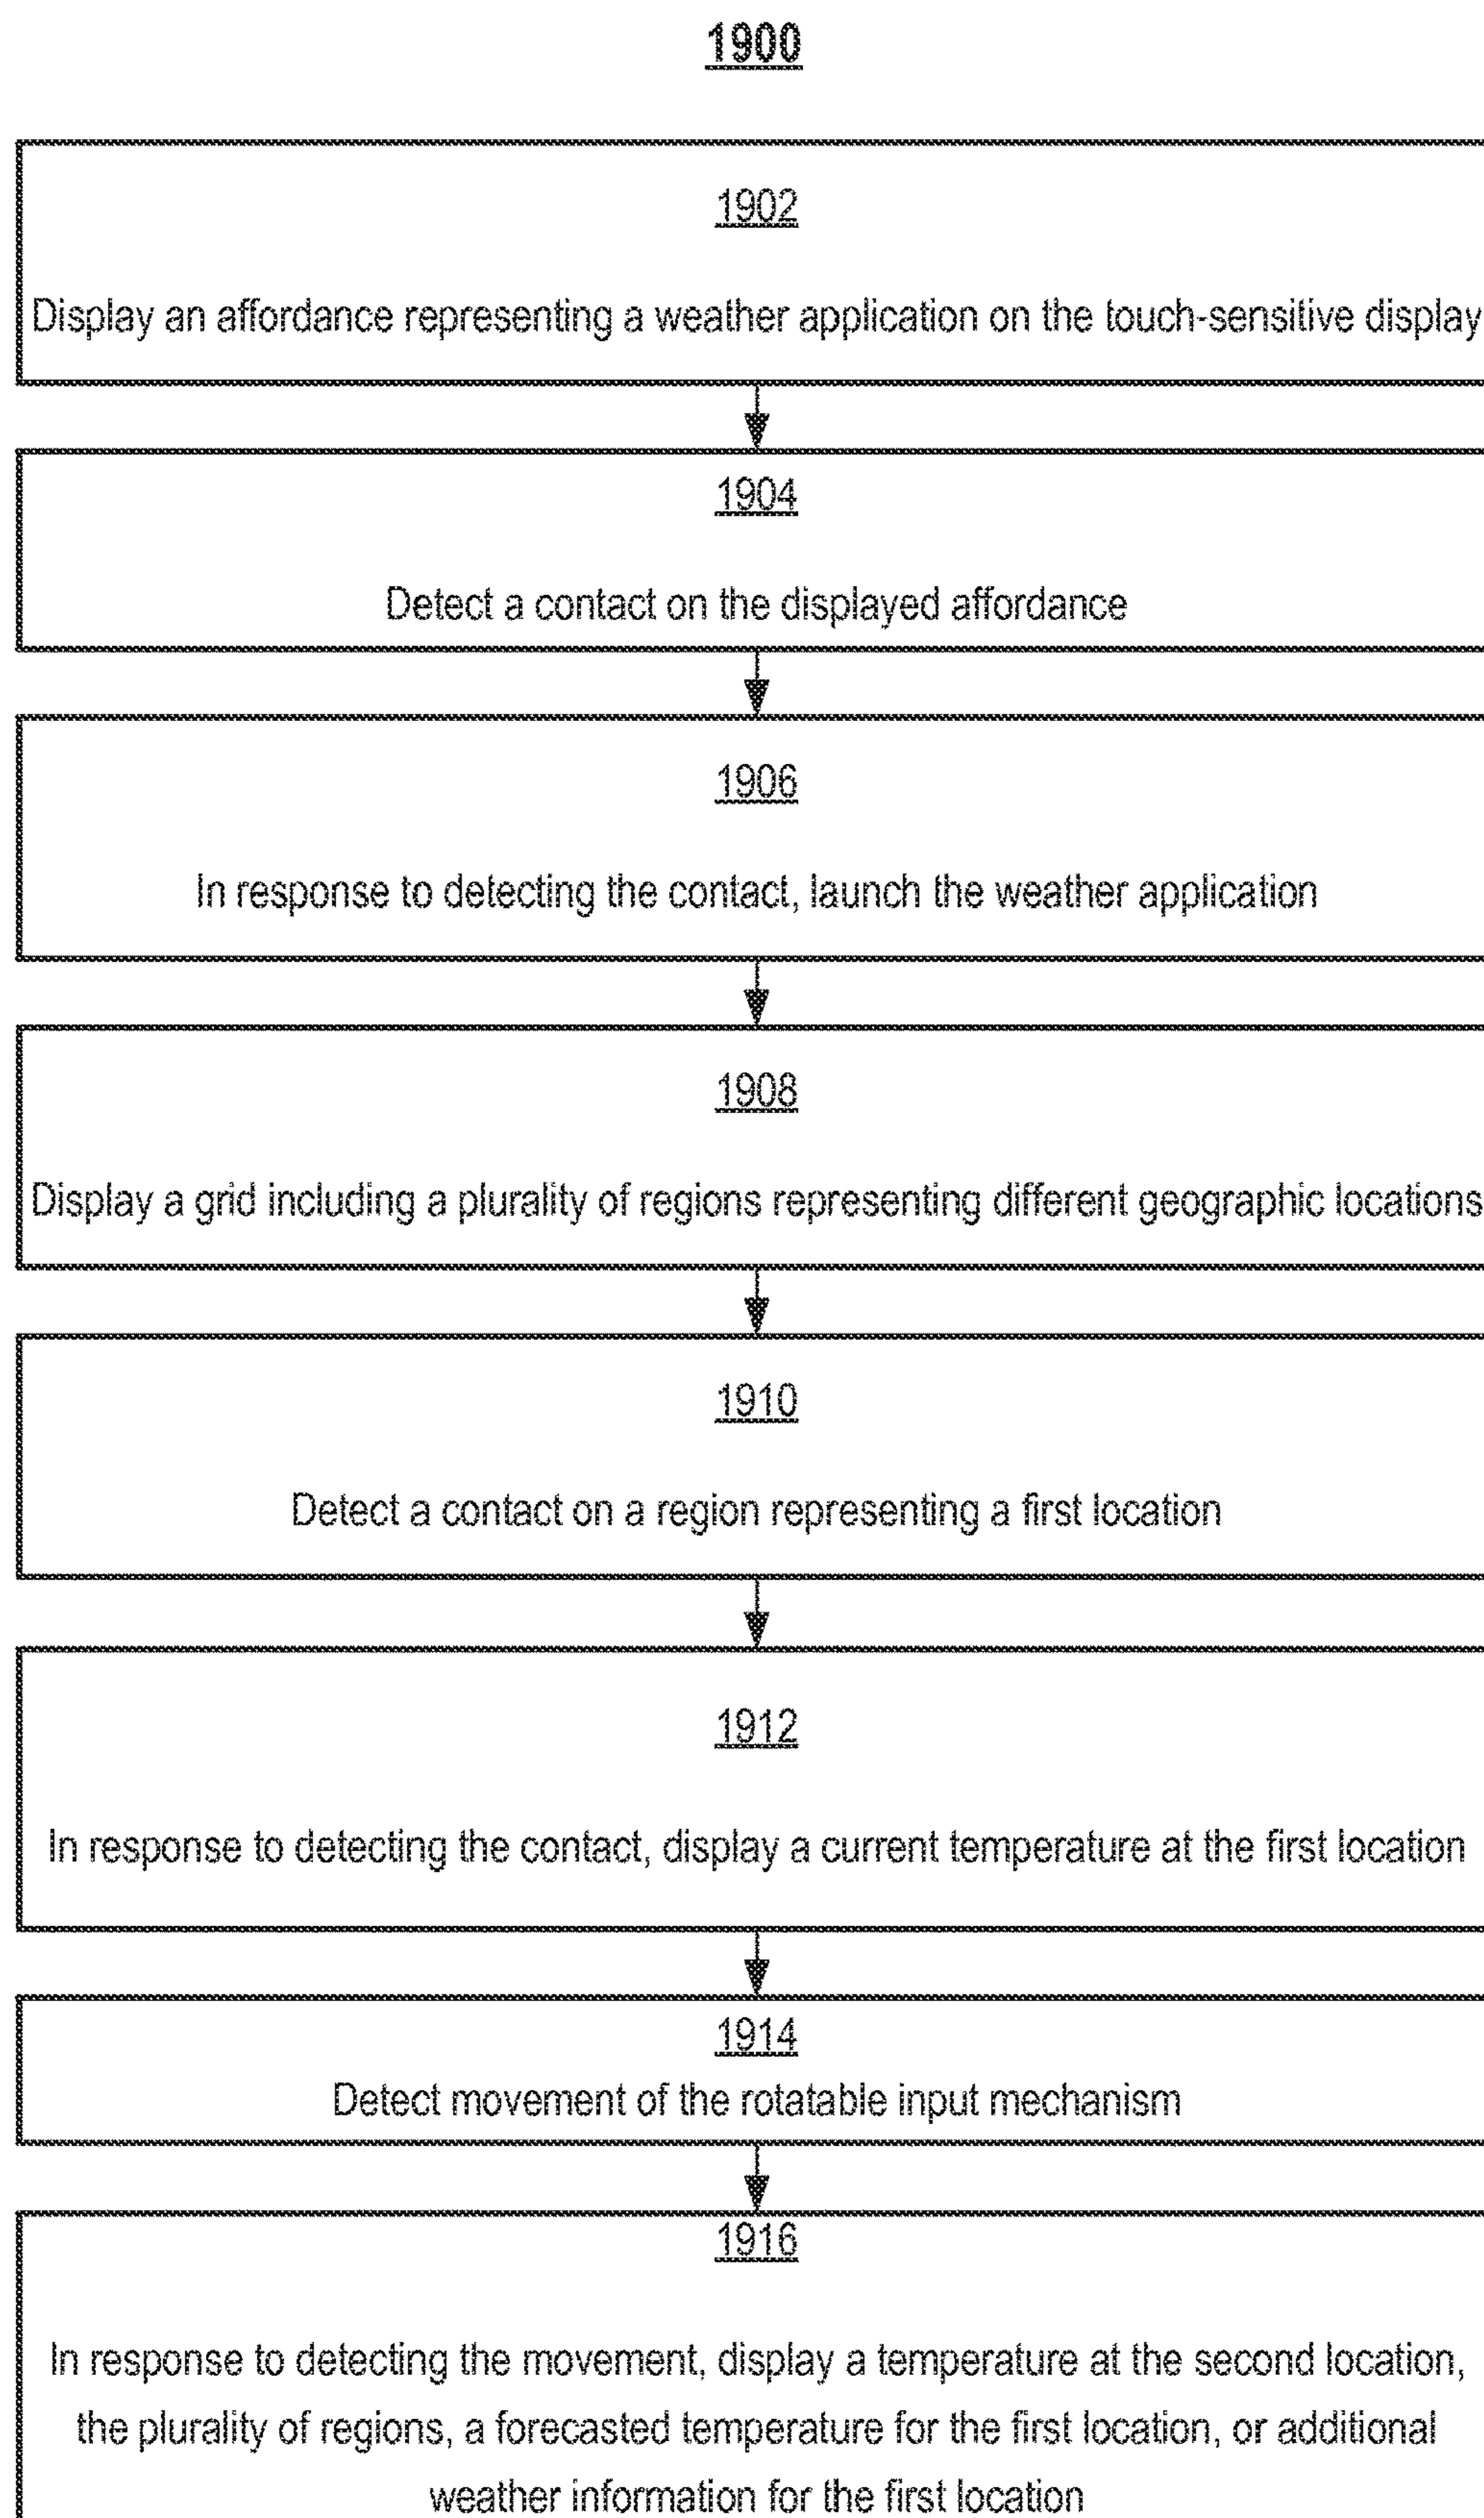 1900
1902
Display an affordance representing a weather application on the touch-sensitive display
1904
Detect a contact on the displayed affordance
1906
In response to detecting the contact, launch the weather application
1908
Display a grid including a plurality of regions representing different geographic locations
1910
Detect a contact on a region representing a first location
1912
In response to detecting the contact, display a current temperature at the first location
1914
Detect movement of the rotatable input mechanism
1916
In response to detecting the movement, display a temperature at the second location,
the plurality of regions, a forecasted temperature for the first location, or additional
weather information for the first location